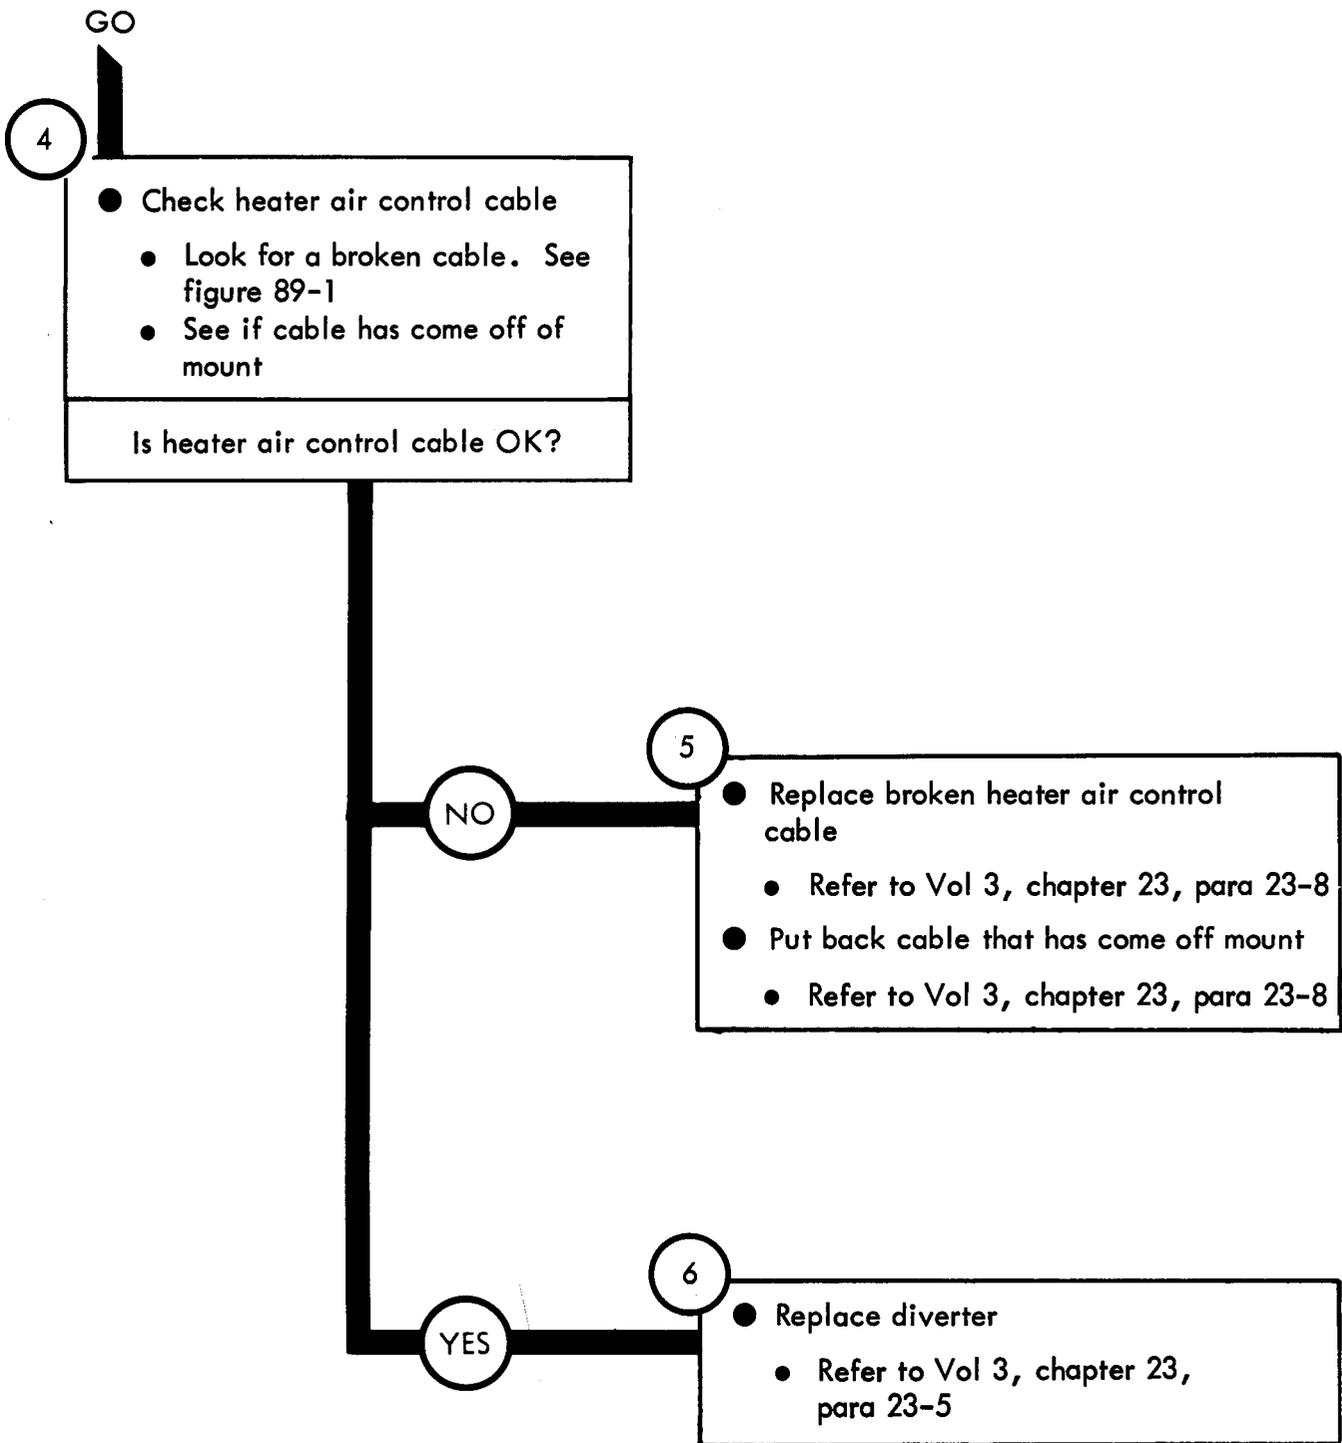 GO
4
● Check heater air control cable
● Look for a broken cable. See
figure 89-1
● See if cable has come off of
mount
Is heater air control cable OK?
NO
5
● Replace broken heater air control
cable
● Refer to Vol 3, chapter 23, para 23-8
● Put back cable that has come off mount
● Refer to Vol 3, chapter 23, para 23-8
YES
6
● Replace diverter
● Refer to Vol 3, chapter 23,
para 23-5